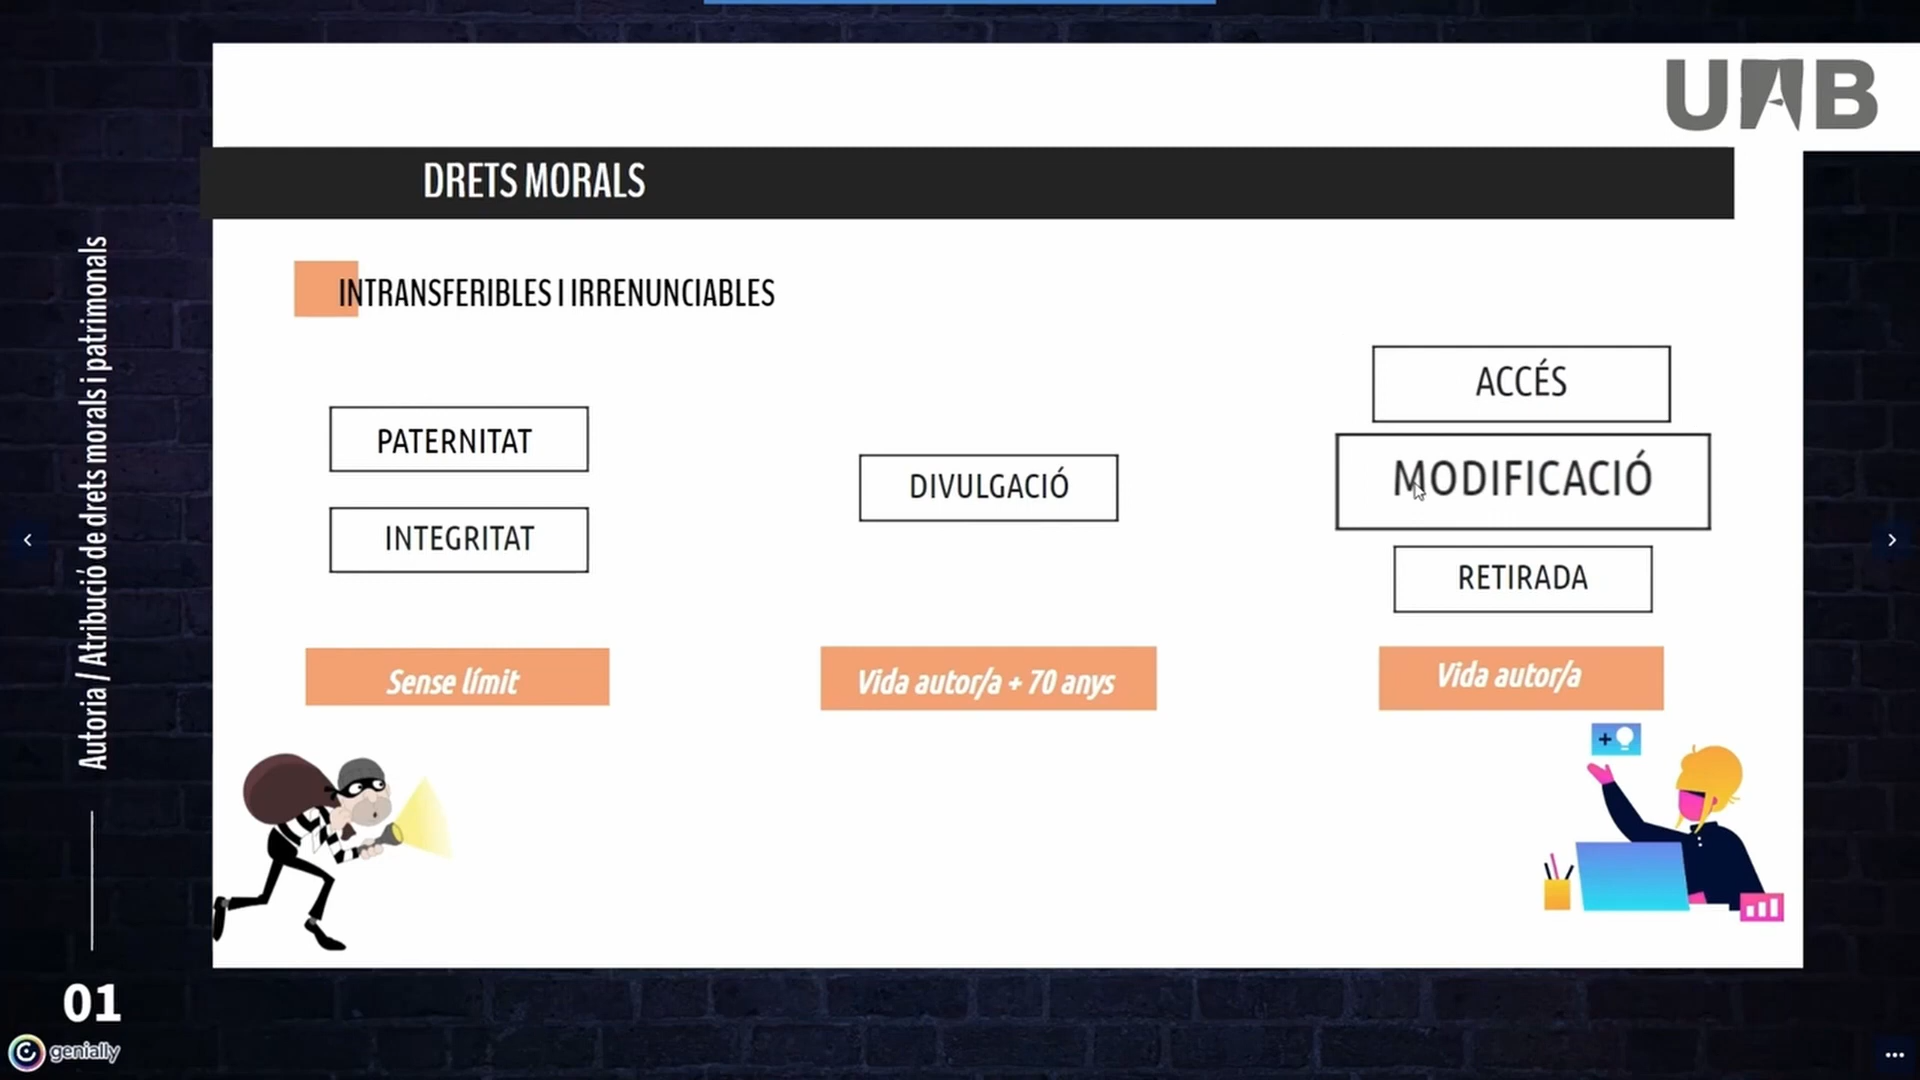 UAB
DRETS MORALS
INTRANSFERIBLES I IRRENUNCIABLES
PATERNITAT
INTEGRITAT
Sense límit
DIVULGACIÓ
Vida autor/a + 70 anys
ACCÉS
MODIFICACIÓ
RETIRADA
Vida autor/a
Autoria / Atribució de drets morals i patrimonals
01
genially